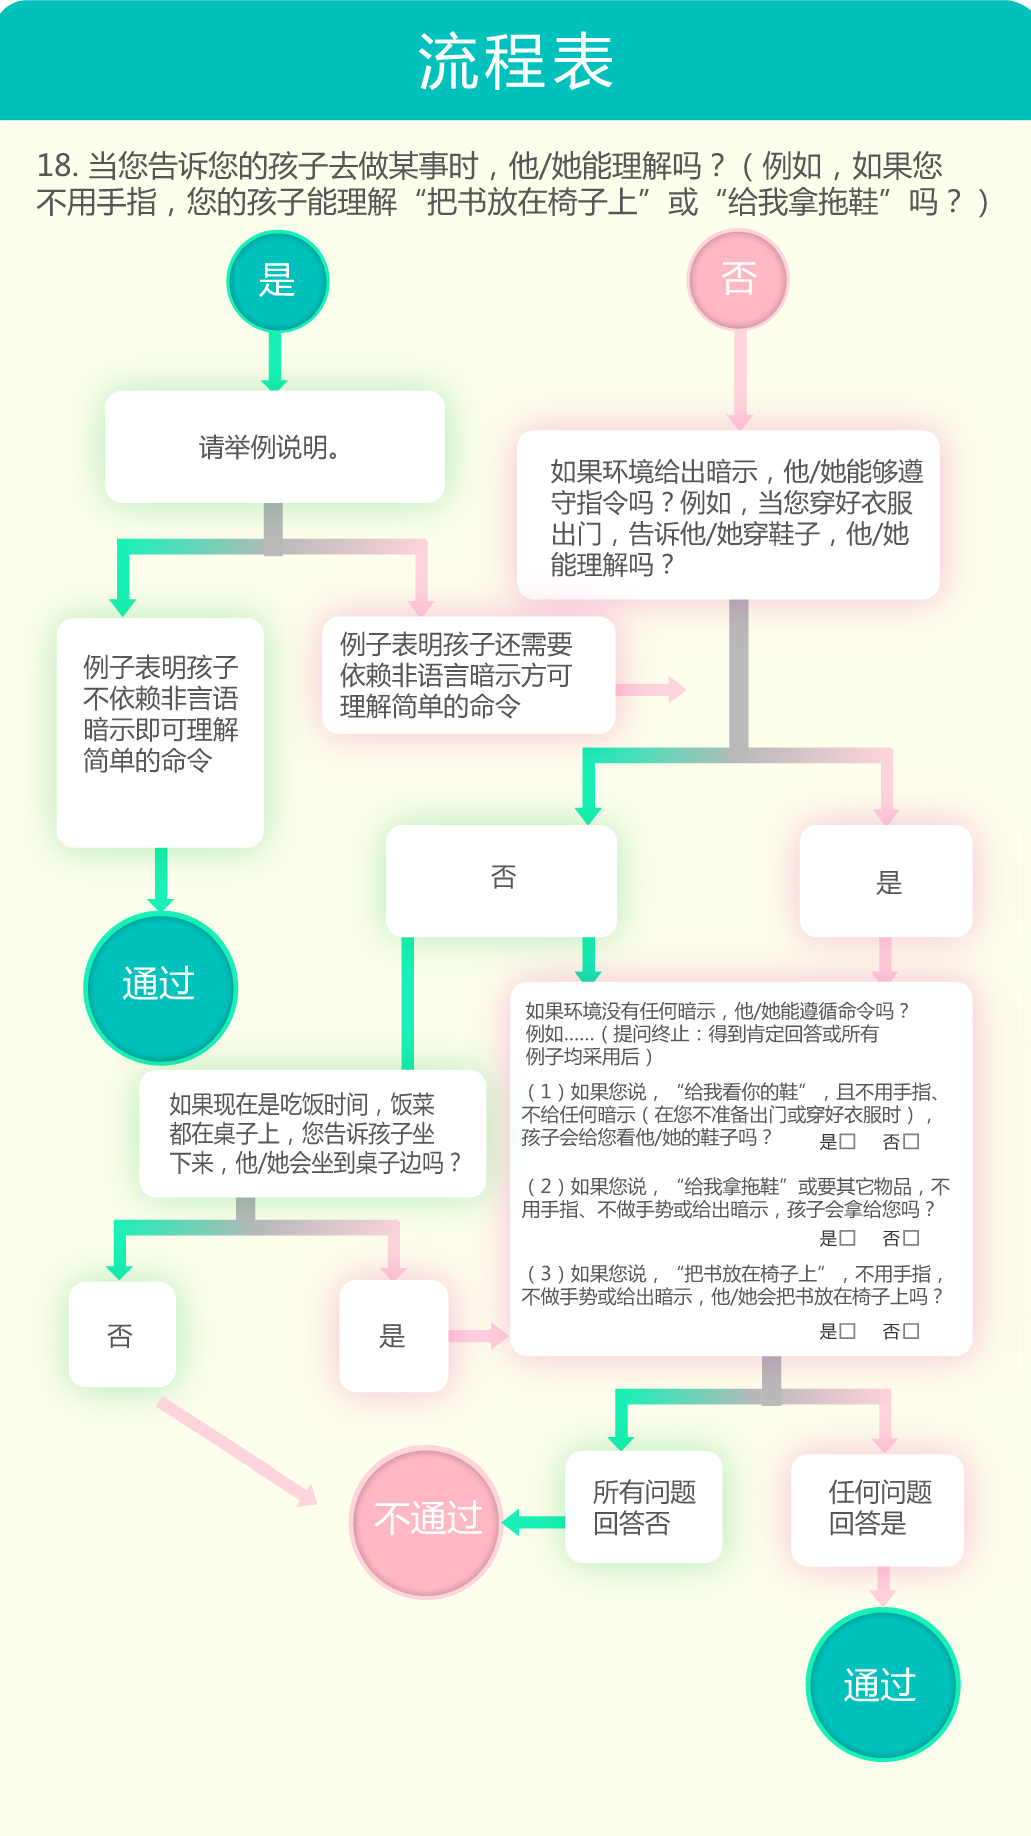 流程表
18. 当您告诉您的孩子去做某事时，他/她能理解吗？（例如，如果您
不用手指，您的孩子能理解“把书放在椅子上”或“给我拿拖鞋”吗？）
是
否
请举例说明。
如果环境给出暗示，他/她能够遵
守指令吗？例如，当您穿好衣服
出门，告诉他/她穿鞋子，他/她
能理解吗？
例子表明孩子
不依赖非言语
暗示即可理解
简单的命令
例子表明孩子还需要
依赖非语言暗示方可
理解简单的命令
否
是
通过
如果环境没有任何暗示，他/她能遵循命令吗？
例如......（提问终止：得到肯定回答或所有
例子均采用后）
（1）如果您说，“给我看你的鞋”，且不用手指、
不给任何暗示（在您不准备出门或穿好衣服时），
孩子会给您看他/她的鞋子吗？ 是□ 否□
（2）如果您说，“给我拿拖鞋”或要其它物品，不
用手指、不做手势或给出暗示，孩子会拿给您吗？
是□ 否□
（3）如果您说，“把书放在椅子上”，不用手指，
不做手势或给出暗示，他/她会把书放在椅子上吗？
是□ 否□
如果现在是吃饭时间，饭菜
都在桌子上，您告诉孩子坐
下来，他/她会坐到桌子边吗？
否
是
不通过
所有问题
回答否
任何问题
回答是
通过